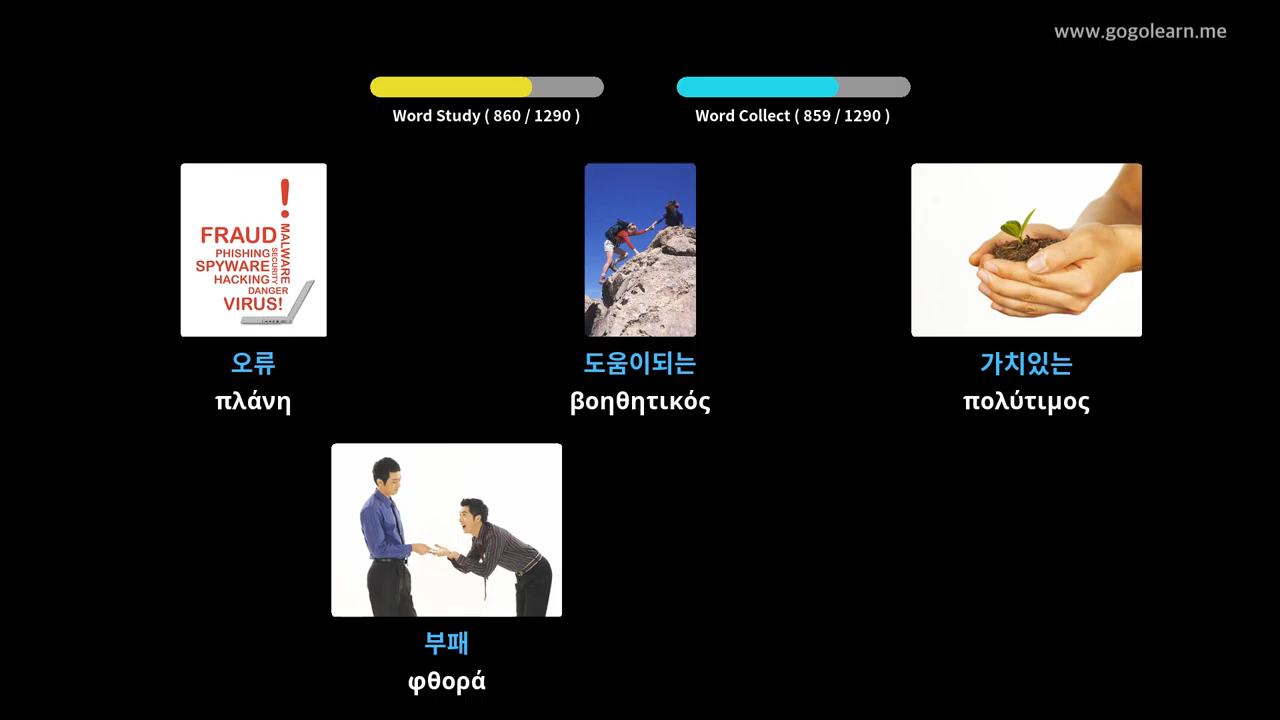 www.gogolearn.me
Word Study ( 860 / 1290 )
Word Collect ( 859 / 1290 )
!
FRAUD
PHISHING
SPYWARE
HACKING
DANGER
VIRUS!
MALWARE
SECURITY
오류
πλάνη
도움이되는
βοηθητικός
가치있는
πολύτιμος
부패
φθορά